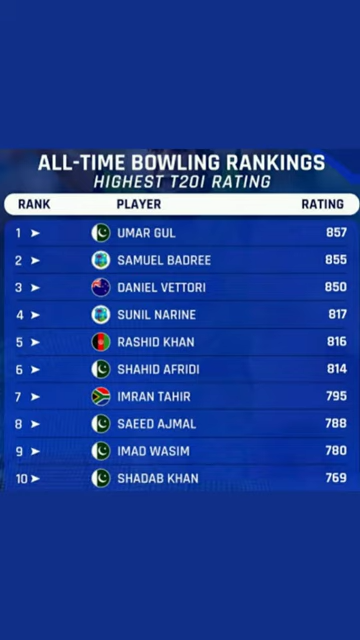 ALL-TIME BOWLING RANKINGS
HIGHEST T20I RATING
RANK PLAYER RATING
1 UMAR GUL 857
2 SAMUEL BADREE 855
3 DANIEL VETTORI 850
4 SUNIL NARINE 817
5 RASHID KHAN 816
6 SHAHID AFRIDI 814
7 IMRAN TAHIR 795
8 SAEED AJMAL 788
9 IMAD WASIM 780
10 SHADAB KHAN 769